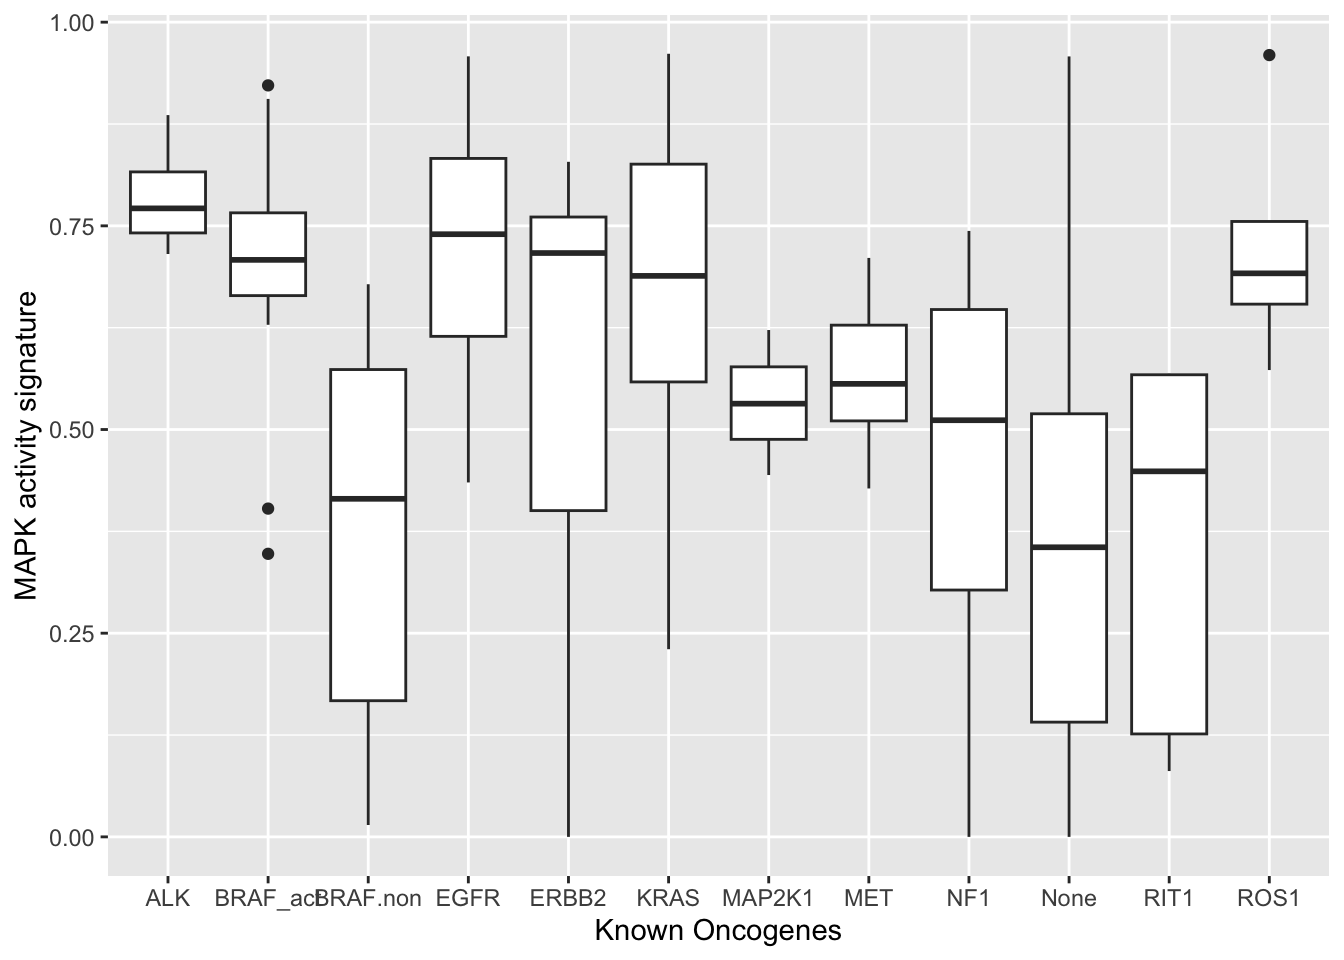 MAPK activity signature
1.00
0.75
0.50
0.25
0.00
ALK BRAF_act BRAF.non EGFR ERBB2 KRAS MAP2K1 MET NF1 None RIT1 ROS1
Known Oncogenes